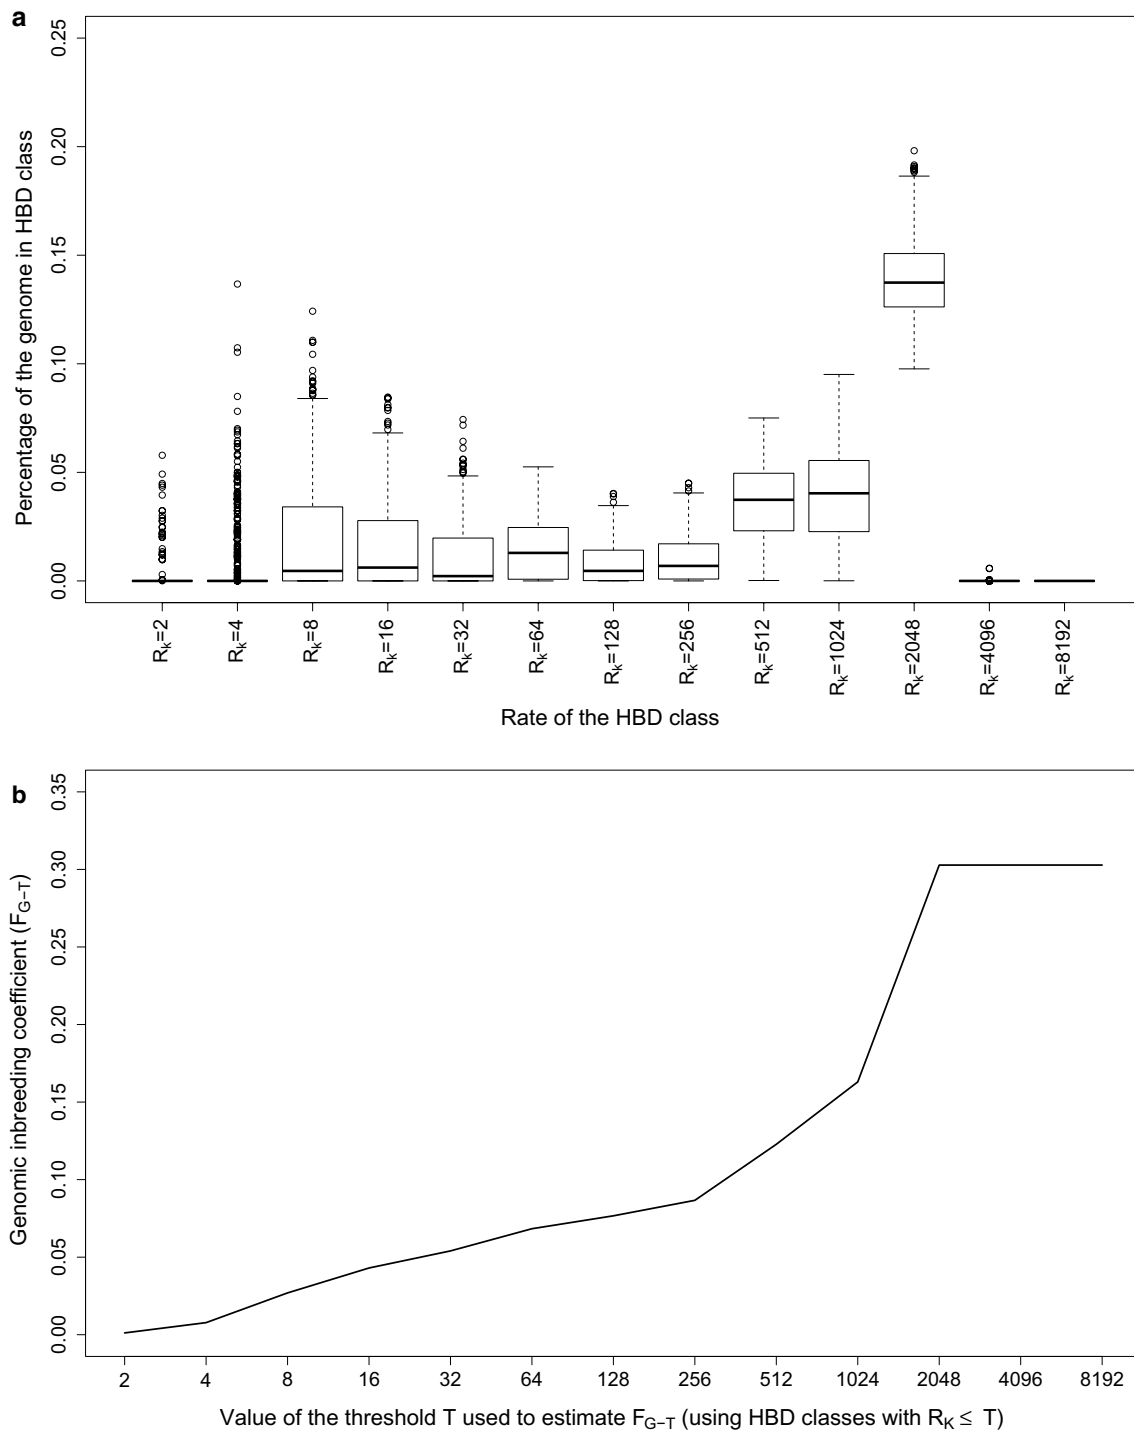 a
Percentage of the genome in HBD class
0.25
0.20
0.15
0.10
0.05
0.00
Rk=2
Rk=4
Rk=8
Rk=16
Rk=32
Rk=64
Rk=128
Rk=256
Rk=512
Rk=1024
Rk=2048
Rk=4096
Rk=8192
Rate of the HBD class
b
Genomic inbreeding coefficient (FG−T)
0.35
0.30
0.25
0.20
0.15
0.10
0.05
0.00
2 4 8 16 32 64 128 256 512 1024 2048 4096 8192
Value of the threshold T used to estimate FG−T (using HBD classes with RK ≤ T)